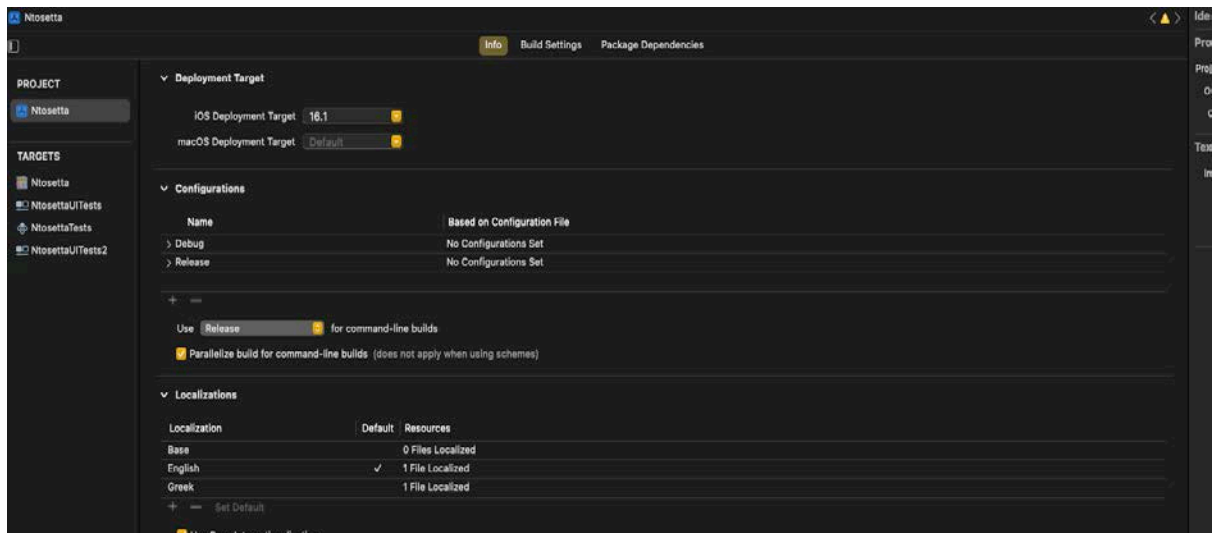 Ntosetta
Info Build Settings Package Dependencies
PROJECT
Ntosetta
TARGETS
Ntosetta
NtosettaUITests
NtosettaTests
NtosettaUITests2
Deployment Target
iOS Deployment Target 16.1
macOS Deployment Target Default
Configurations
Name Based on Configuration File
Debug No Configurations Set
Release No Configurations Set
+ −
Use Release for command-line builds
Parallelize build for command-line builds (does not apply when using schemes)
Localizations
Localization Default Resources
Base 0 Files Localized
English ✓ 1 File Localized
Greek 1 File Localized
+ − Set Default